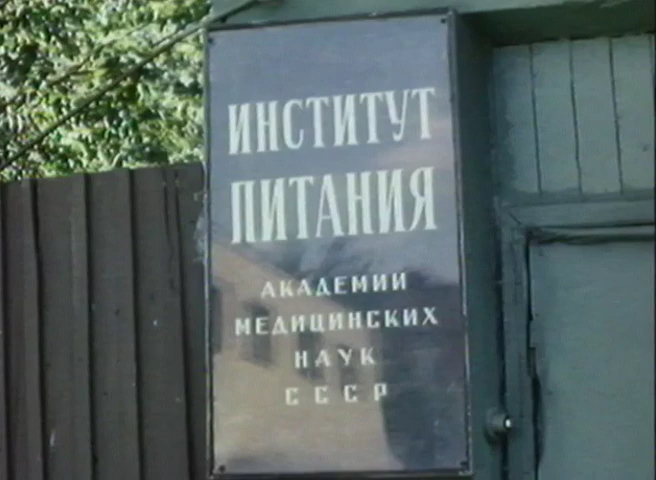 ИНСТИТУТ
ПИТАНИЯ
АКАДЕМИИ
МЕДИЦИНСКИХ
НАУК
СССР